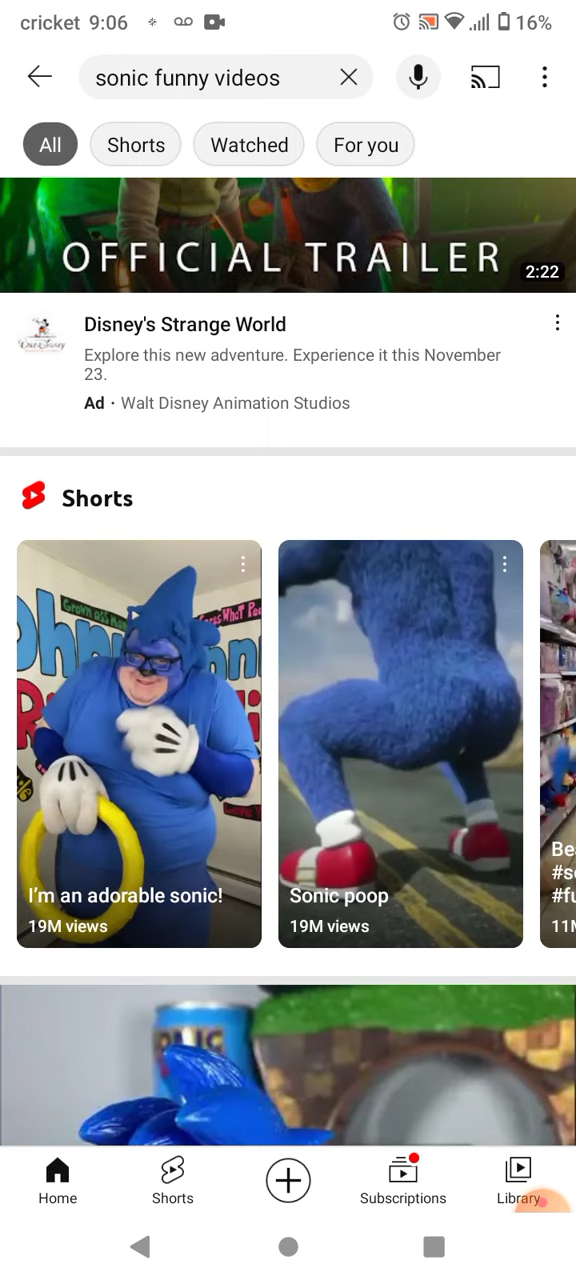 cricket 9:06
16%
sonic funny videos
All
Shorts
Watched
For you
OFFICIAL TRAILER
2:22
Disney's Strange World
Explore this new adventure. Experience it this November
23.
Ad · Walt Disney Animation Studios
Shorts
I'm an adorable sonic!
19M views
Sonic poop
19M views
Home
Shorts
Subscriptions
Library